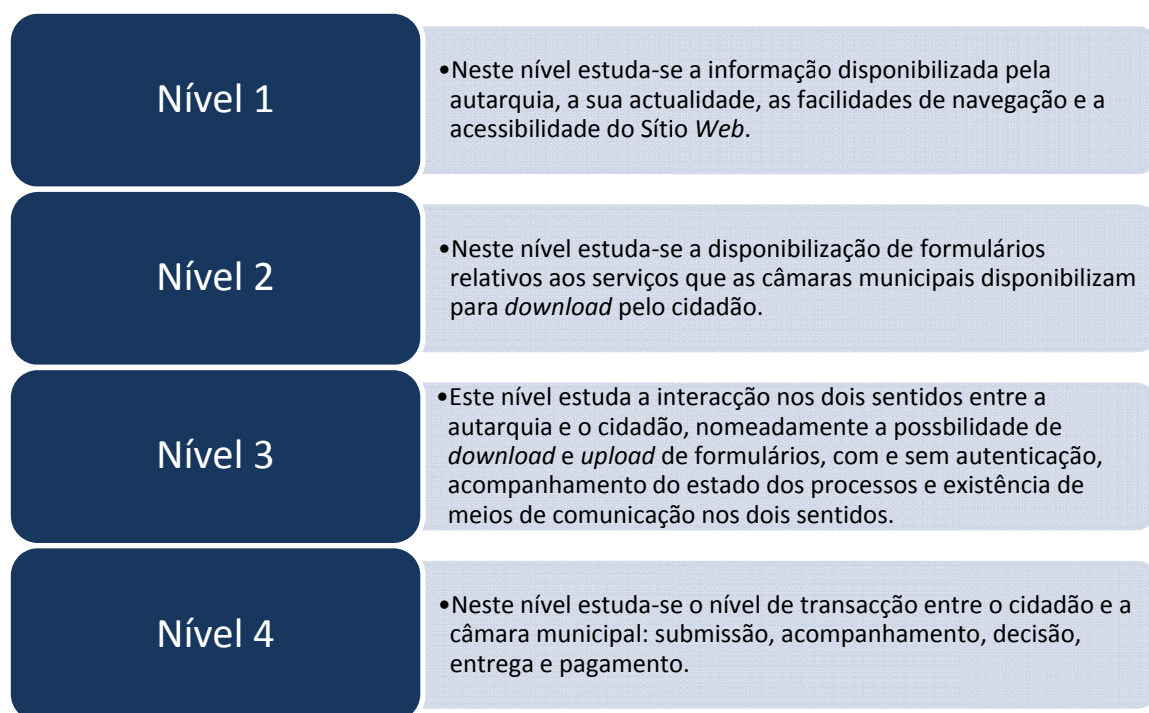 Nível 1
•Neste nível estuda-se a informação disponibilizada pela
autarquia, a sua actualidade, as facilidades de navegação e a
acessibilidade do Sítio Web.
Nível 2
•Neste nível estuda-se a disponibilização de formulários
relativos aos serviços que as câmaras municipais disponibilizam
para download pelo cidadão.
Nível 3
•Este nível estuda a interacção nos dois sentidos entre a
autarquia e o cidadão, nomeadamente a possbilidade de
download e upload de formulários, com e sem autenticação,
acompanhamento do estado dos processos e existência de
meios de comunicação nos dois sentidos.
Nível 4
•Neste nível estuda-se o nível de transacção entre o cidadão e a
câmara municipal: submissão, acompanhamento, decisão,
entrega e pagamento.